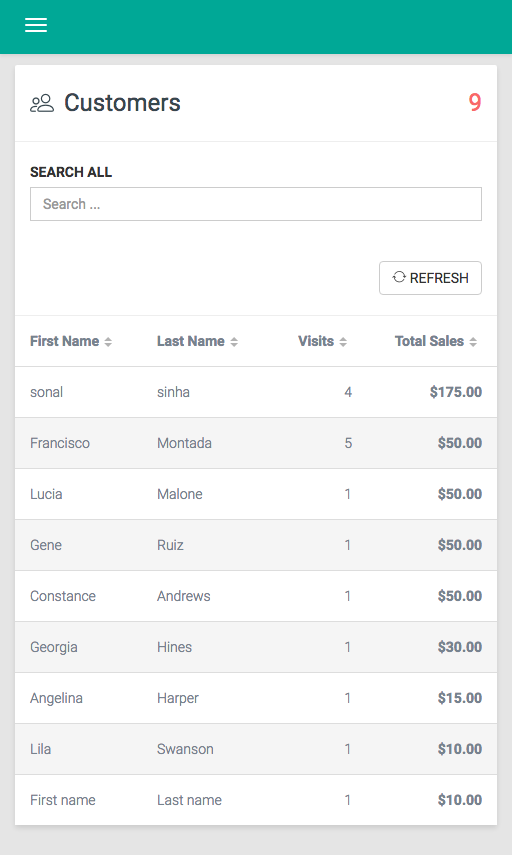 Customers 9
SEARCH ALL
Search ...
REFRESH
First Name Last Name Visits Total Sales
sonal sinha 4 $175.00
Francisco Montada 5 $50.00
Lucia Malone 1 $50.00
Gene Ruiz 1 $50.00
Constance Andrews 1 $50.00
Georgia Hines 1 $30.00
Angelina Harper 1 $15.00
Lila Swanson 1 $10.00
First name Last name 1 $10.00